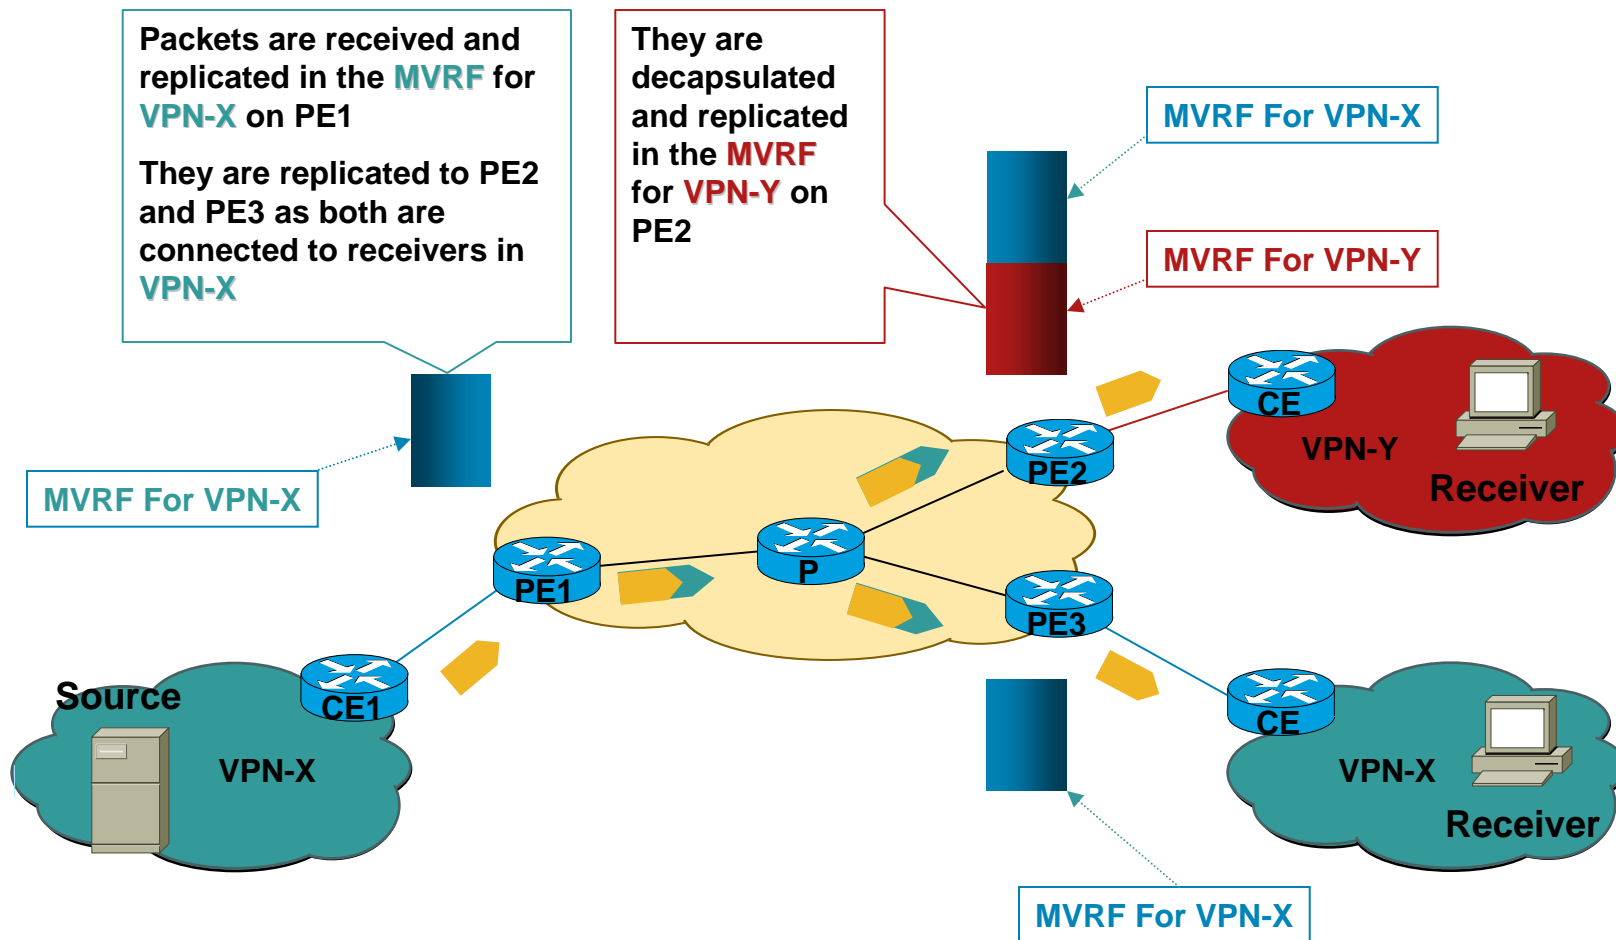 Packets are received and
replicated in the MVRF for
VPN-X on PE1
They are replicated to PE2
and PE3 as both are
connected to receivers in
VPN-X
They are
decapsulated
and replicated
in the MVRF
for VPN-Y on
PE2
MVRF For VPN-X
MVRF For VPN-Y
MVRF For VPN-X
CE
VPN-Y
Receiver
PE2
P
PE1
PE3
CE1
Source
VPN-X
CE
VPN-X
Receiver
MVRF For VPN-X